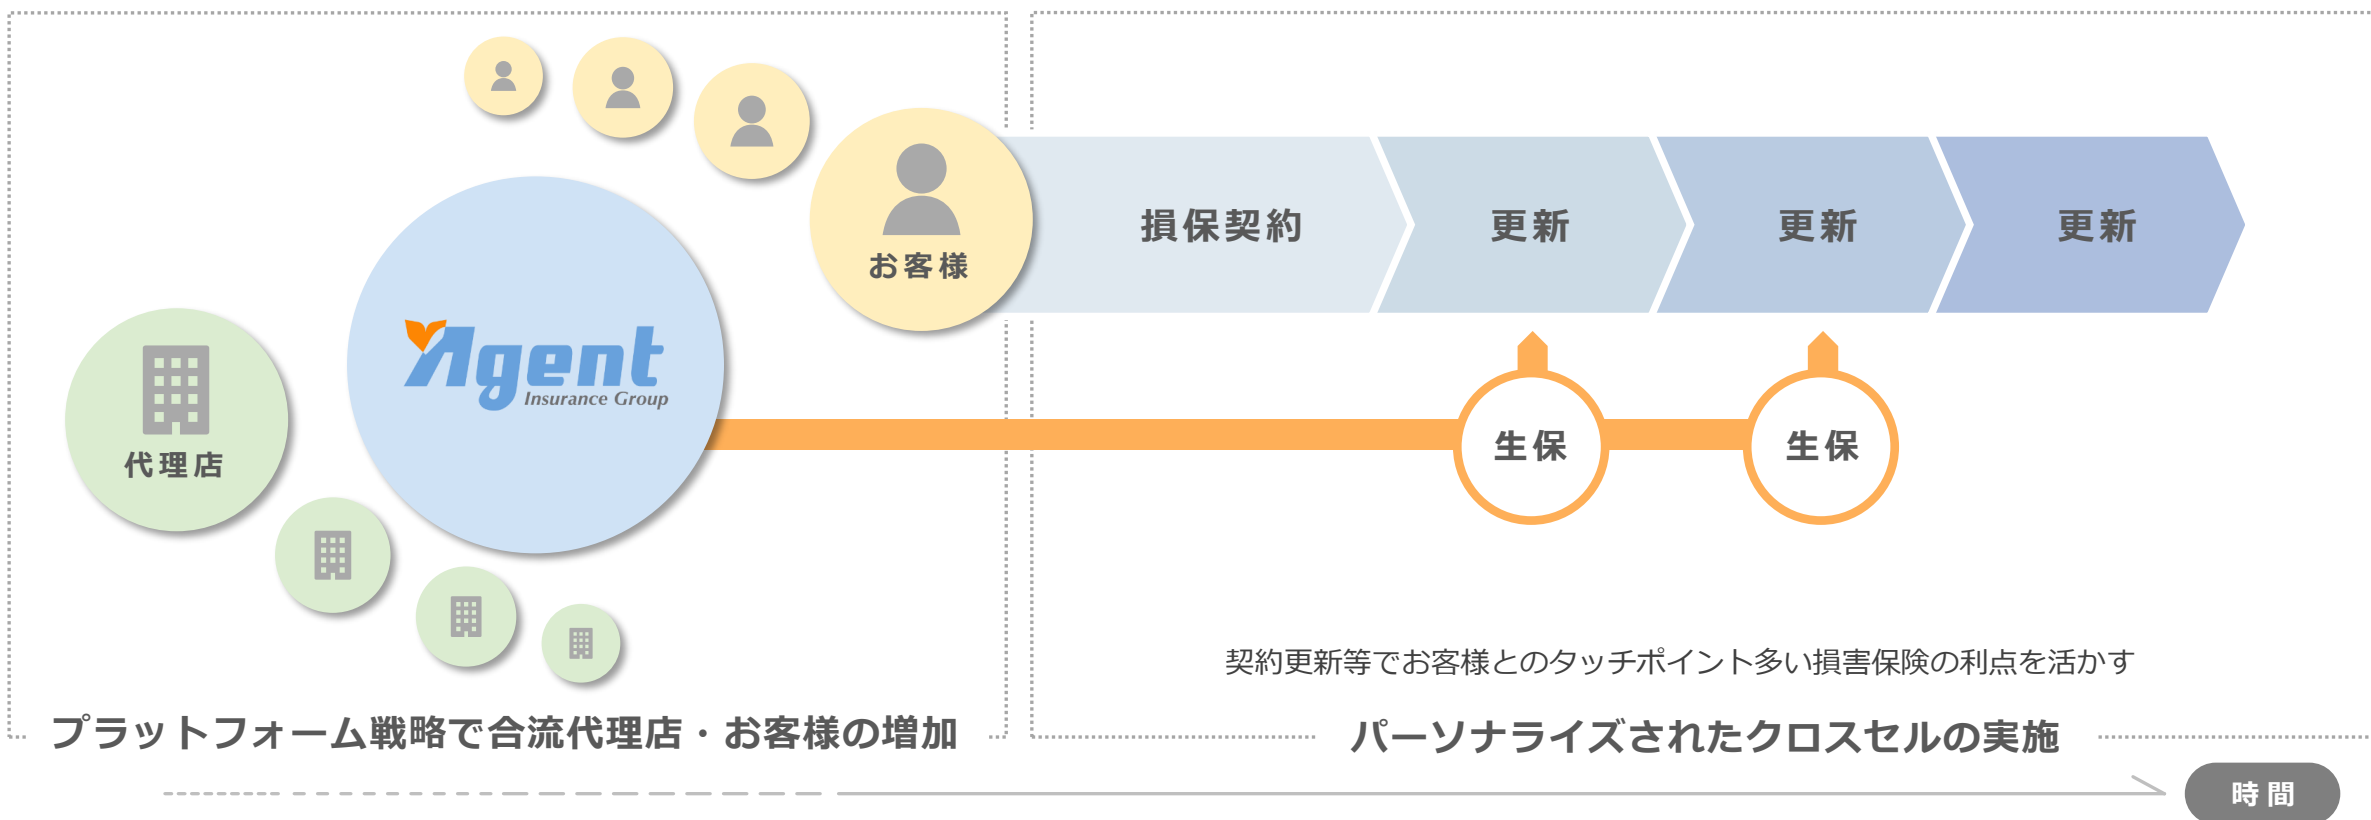 お客様
損保契約
更新
更新
更新
Agent
Insurance Group
代理店
生保
生保
契約更新等でお客様とのタッチポイント多い損害保険の利点を活かす
プラットフォーム戦略で合流代理店・お客様の増加
パーソナライズされたクロスセルの実施
時間